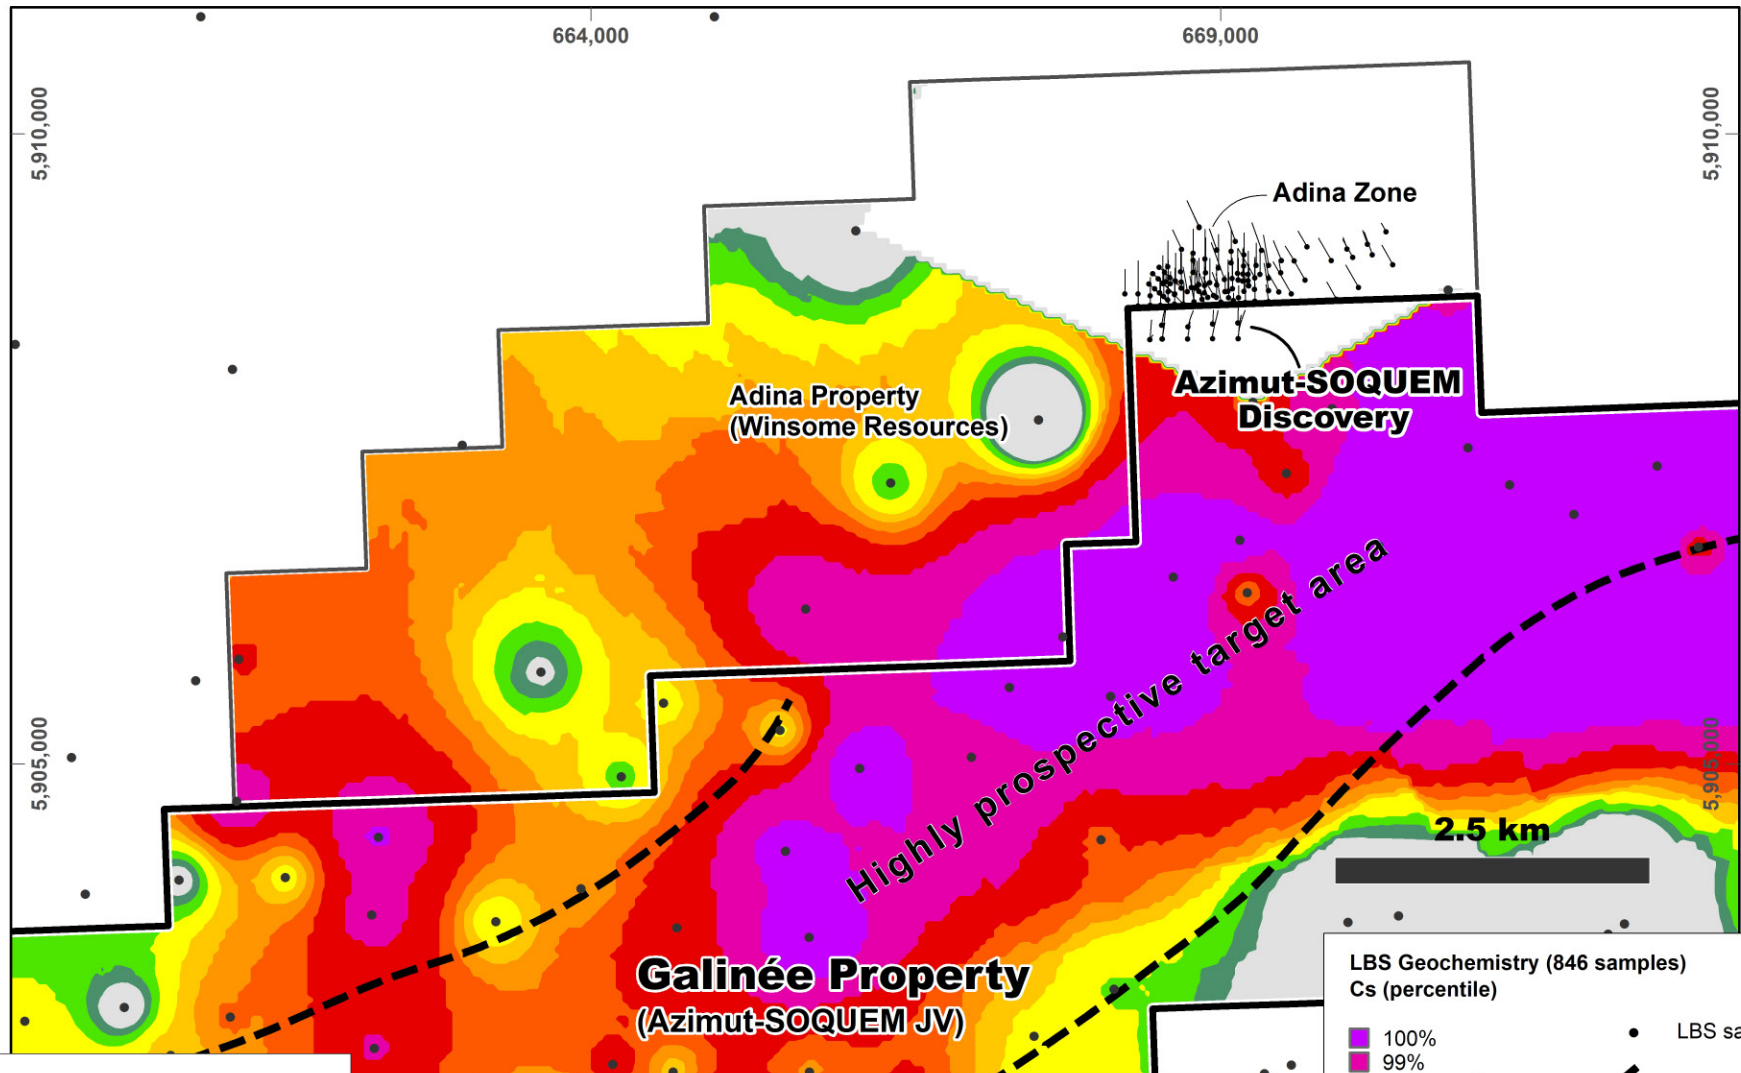 664,000
669,000
5,910,000
5,910,000
Adina Zone
Azimut-SOQUEM
Discovery
Adina Property
(Winsome Resources)
Highly prospective target area
5,905,000
5,905,000
2.5 km
Galinée Property
(Azimut-SOQUEM JV)
LBS Geochemistry (846 samples)
Cs (percentile)
100%
LBS sa
99%